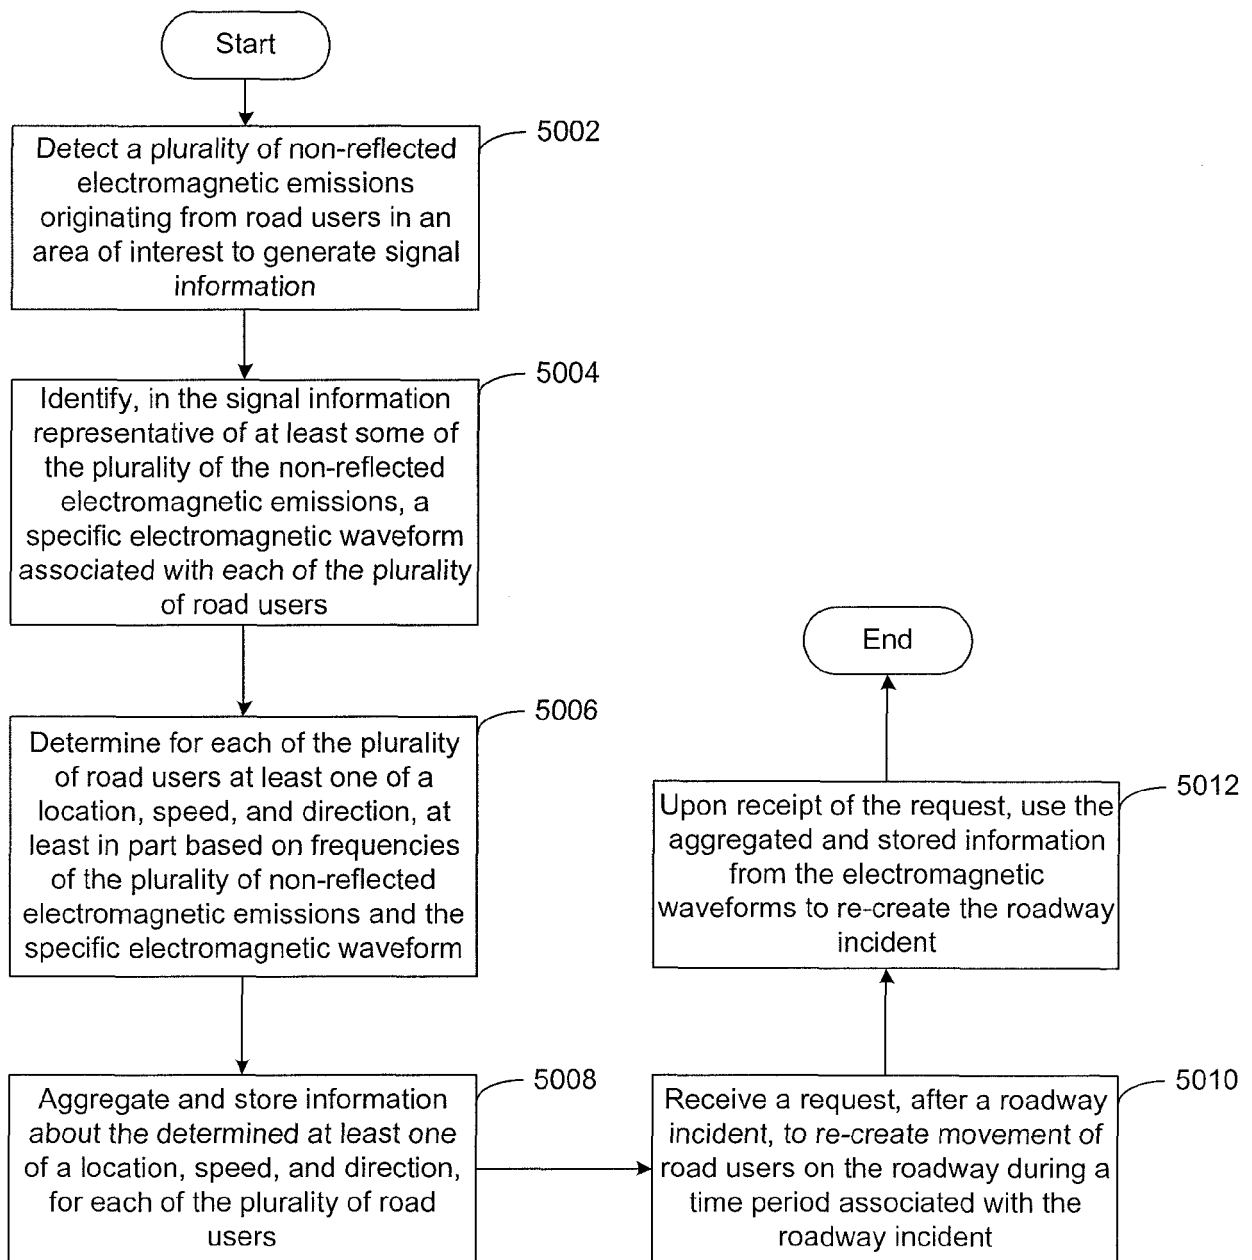 Start
5002
Detect a plurality of non-reflected
electromagnetic emissions
originating from road users in an
area of interest to generate signal
information
5004
Identify, in the signal information
representative of at least some of
the plurality of the non-reflected
electromagnetic emissions, a
specific electromagnetic waveform
associated with each of the plurality
of road users
5006
Determine for each of the plurality
of road users at least one of a
location, speed, and direction, at
least in part based on frequencies
of the plurality of non-reflected
electromagnetic emissions and the
specific electromagnetic waveform
5008
Aggregate and store information
about the determined at least one
of a location, speed, and direction,
for each of the plurality of road
users
5010
Receive a request, after a roadway
incident, to re-create movement of
road users on the roadway during a
time period associated with the
roadway incident
5012
Upon receipt of the request, use the
aggregated and stored information
from the electromagnetic
waveforms to re-create the roadway
incident
End